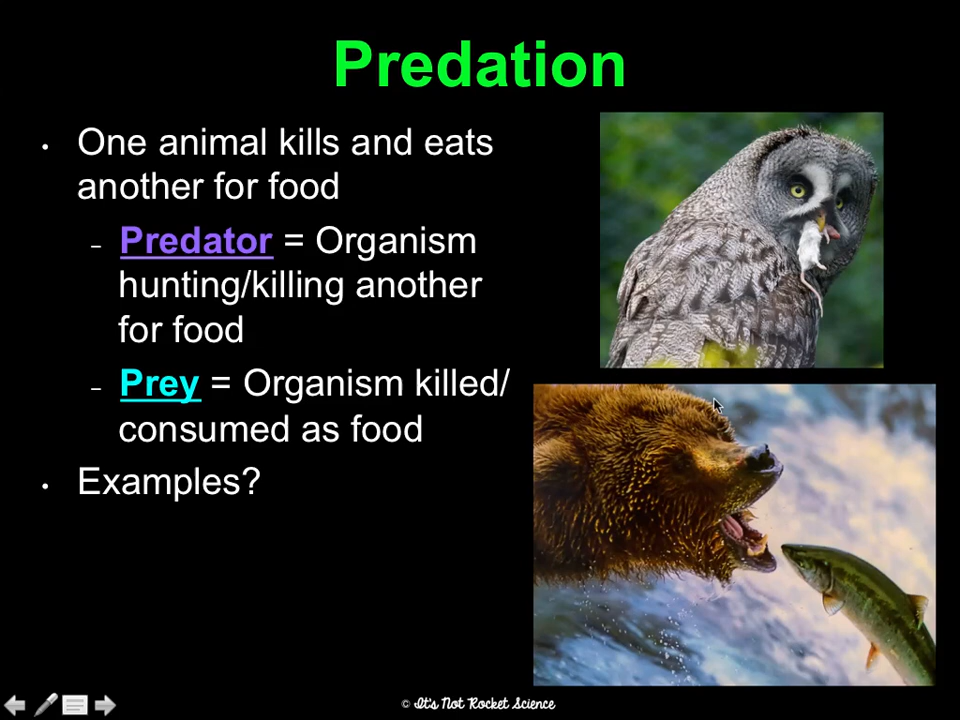 Predation
• One animal kills and eats
another for food
– Predator = Organism
hunting/killing another
for food
– Prey = Organism killed/
consumed as food
• Examples?
© It's Not Rocket Science